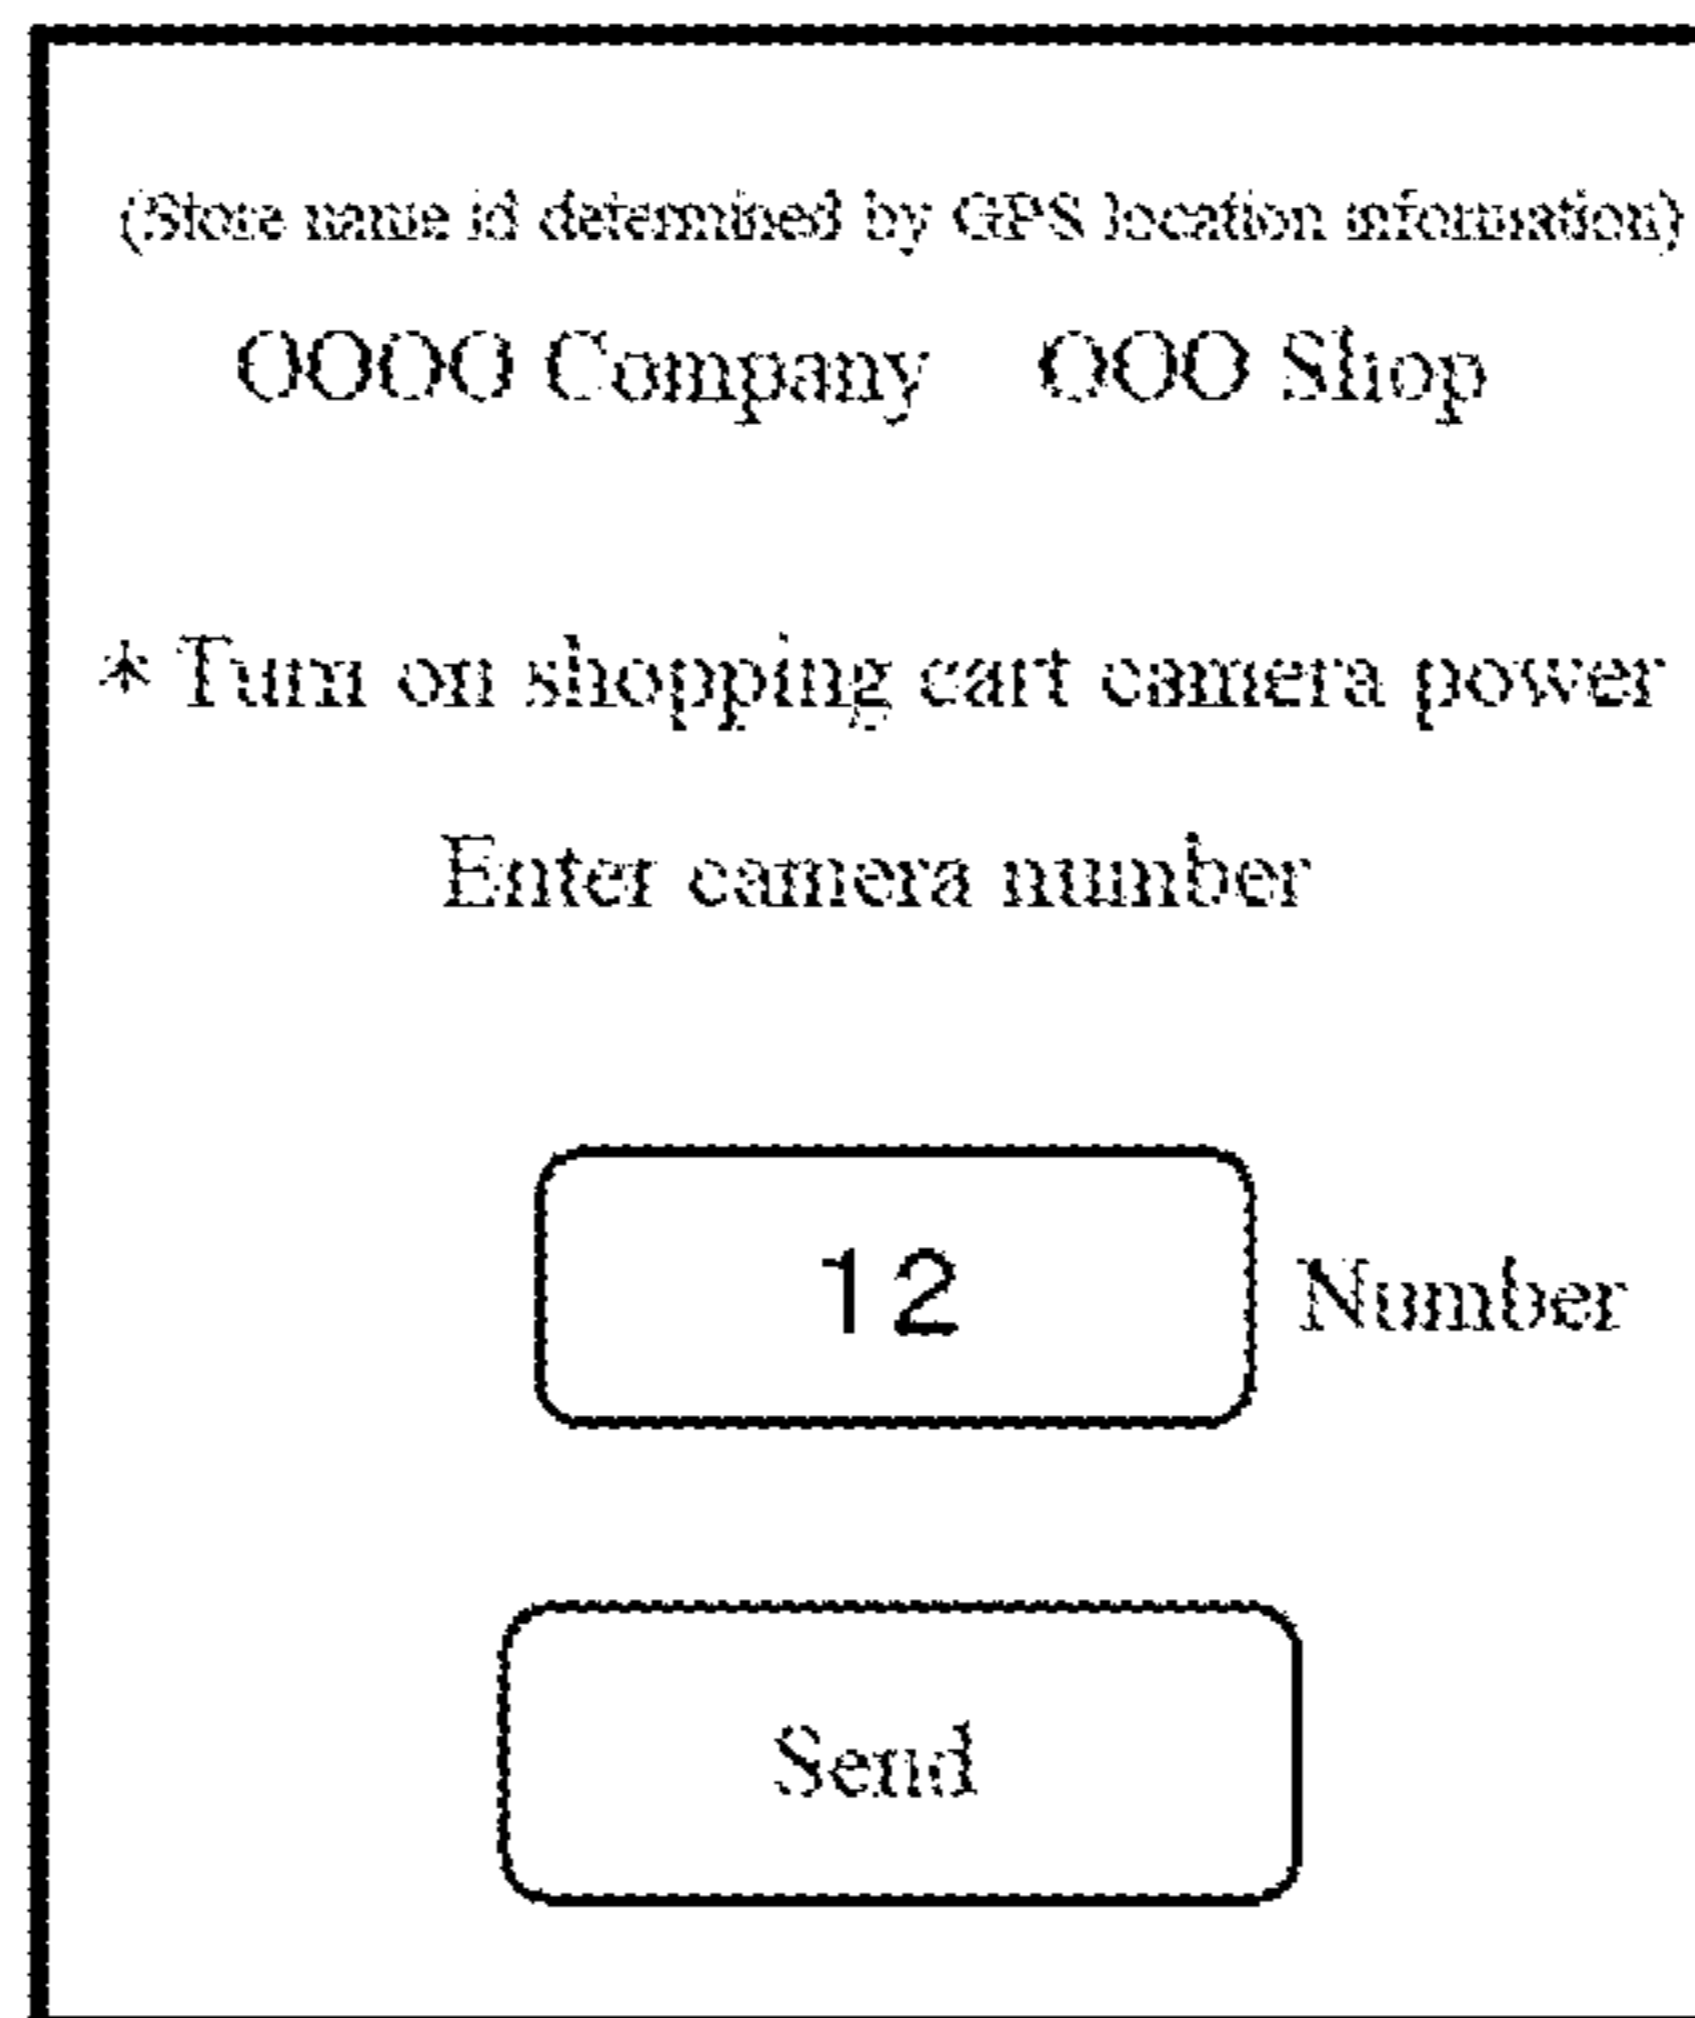 (Store name id determined by GPS location information)
OOOO Company OOO Shop
* Turn on shopping cart camera power
Enter camera number
12 Number
Send